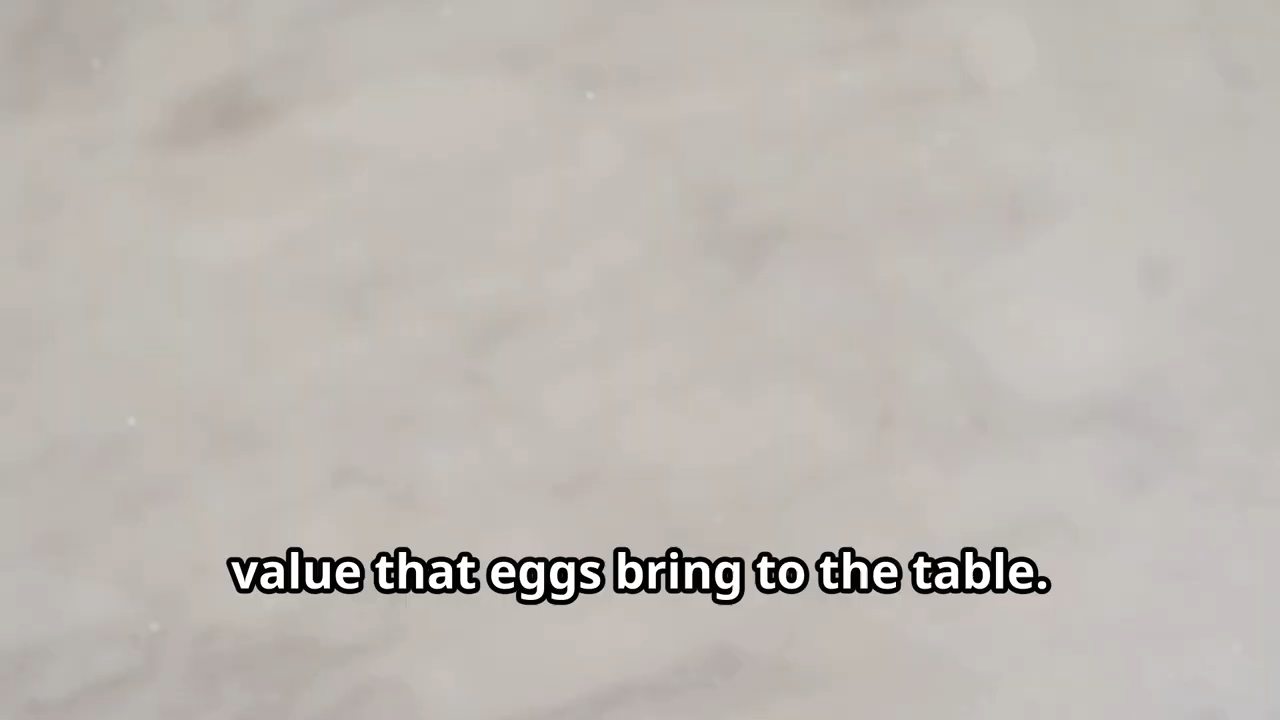 value that eggs bring to the table.